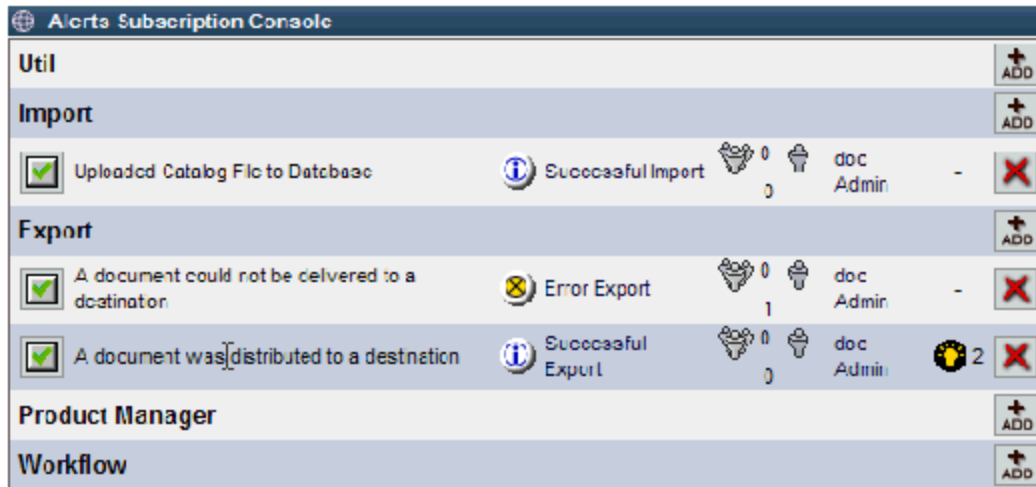 Alerts Subscription Console
Util
ADD
Import
ADD
Uploaded Catalog File to Database Successful Import 0 0 doc Admin -
Export
ADD
A document could not be delivered to a destination Error Export 0 1 doc Admin -
A document was distributed to a destination Successful Export 0 0 doc Admin 2
Product Manager
ADD
Workflow
ADD